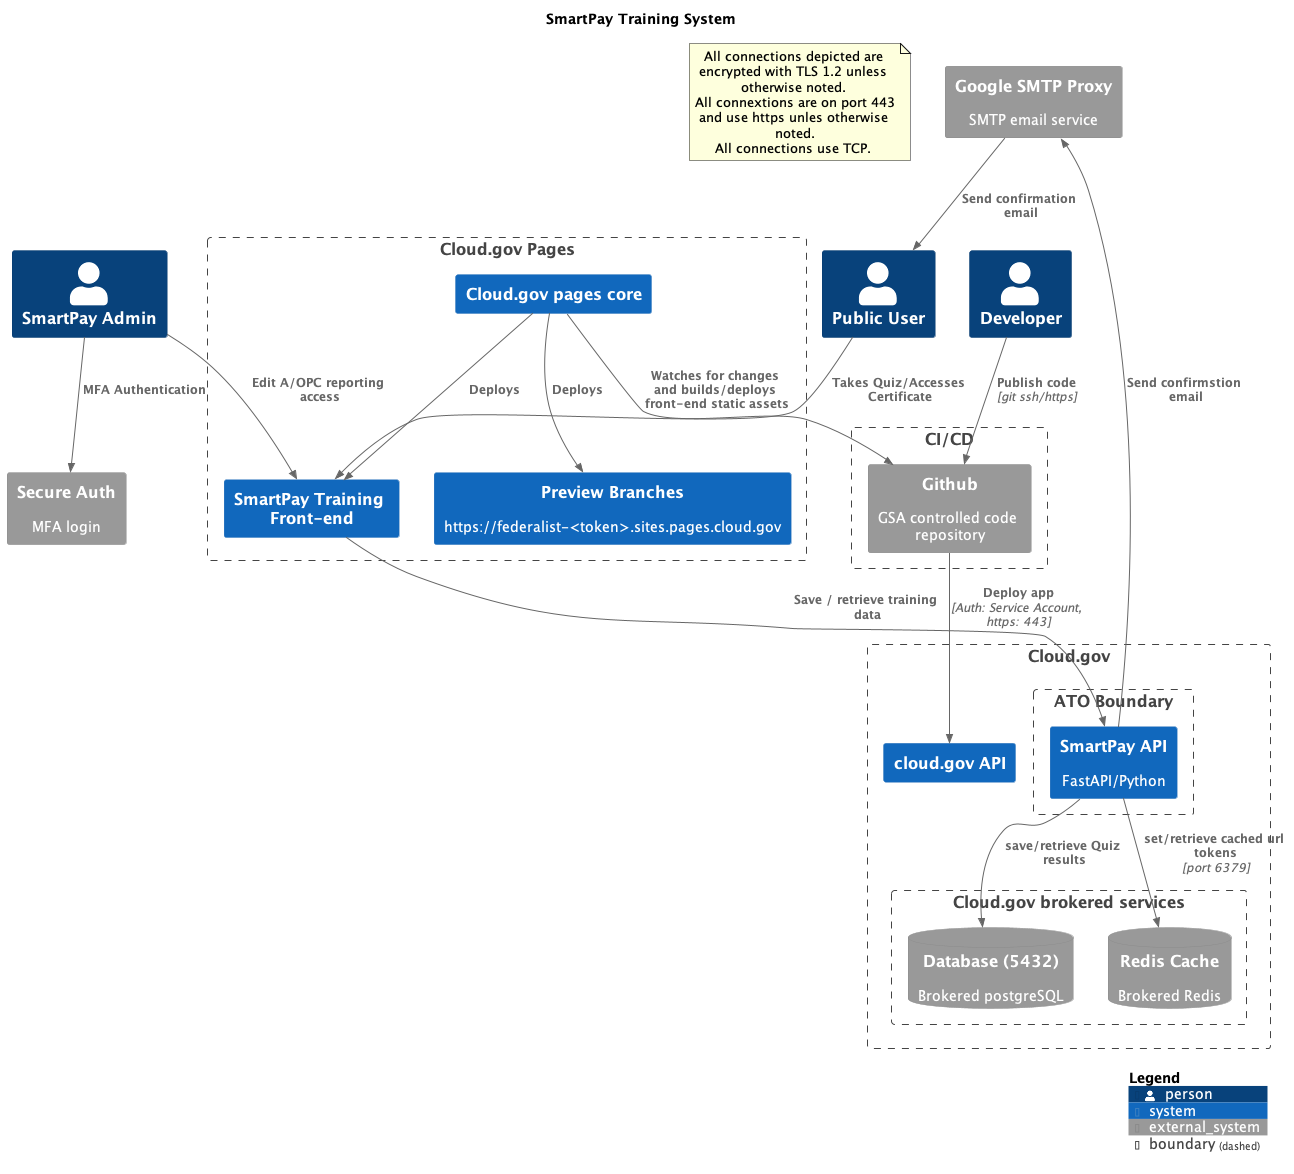 SmartPay Training System
All connections depicted are
encrypted with TLS 1.2 unless
otherwise noted.
All connextions are on port 443
and use https unles otherwise
noted.
All connections use TCP.
Google SMTP Proxy
SMTP email service
Send confirmation
email
Cloud.gov Pages
Cloud.gov pages core
SmartPay Admin
Public User
Developer
MFA Authentication
Edit A/OPC reporting
access
Deploys
Deploys
Watches for changes
and builds/deploys
front-end static assets
Takes Quiz/Accesses
Certificate
Publish code
[git ssh/https]
Send confirmstion
email
CI/CD
Secure Auth
MFA login
SmartPay Training
Front-end
Preview Branches
https://federalist-<token>.sites.pages.cloud.gov
Github
GSA controlled code
repository
Save / retrieve training
data
Deploy app
[Auth: Service Account,
https: 443]
Cloud.gov
ATO Boundary
cloud.gov API
SmartPay API
FastAPI/Python
save/retrieve Quiz
results
set/retrieve cached url
tokens
[port 6379]
Cloud.gov brokered services
Database (5432)
Brokered postgreSQL
Redis Cache
Brokered Redis
Legend
person
system
external_system
boundary (dashed)